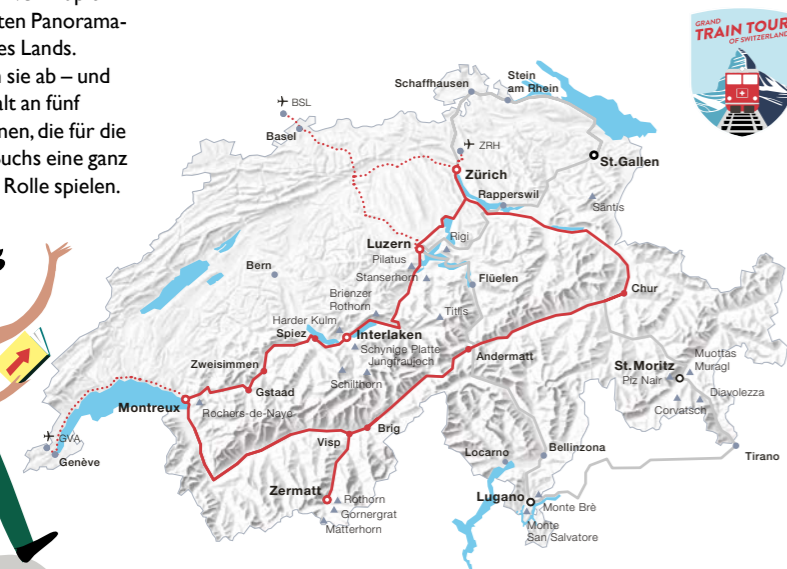 ten Panorama-
es Lands.
sie ab – und
alt an fünf
nen, die für die
uchs eine ganz
Rolle spielen.
GRAND
TRAIN TOUR
OF SWITZERLAND
Schaffhausen
Stein
am Rhein
BSL
Basel
ZRH
Zürich
St.Gallen
Rapperswil
Säntis
Luzern
Rigi
Pilatus
Stanserhorn
Bern
Flüelen
Brienzer
Rothorn
Titlis
Chur
Harder Kulm
Spiez
Interlaken
Schynige Platte
Jungfraujoch
Andermatt
Zweisimmen
Schilthorn
Gstaad
St.Moritz
Muottas
Muragl
Piz Nair
Diavolezza
Corvatsch
Montreux
Rochers-de-Naye
GVA
Genève
Visp
Brig
Locarno
Bellinzona
Tirano
Zermatt
Rothorn
Gornergrat
Matterhorn
Lugano
Monte Brè
Monte
San Salvatore